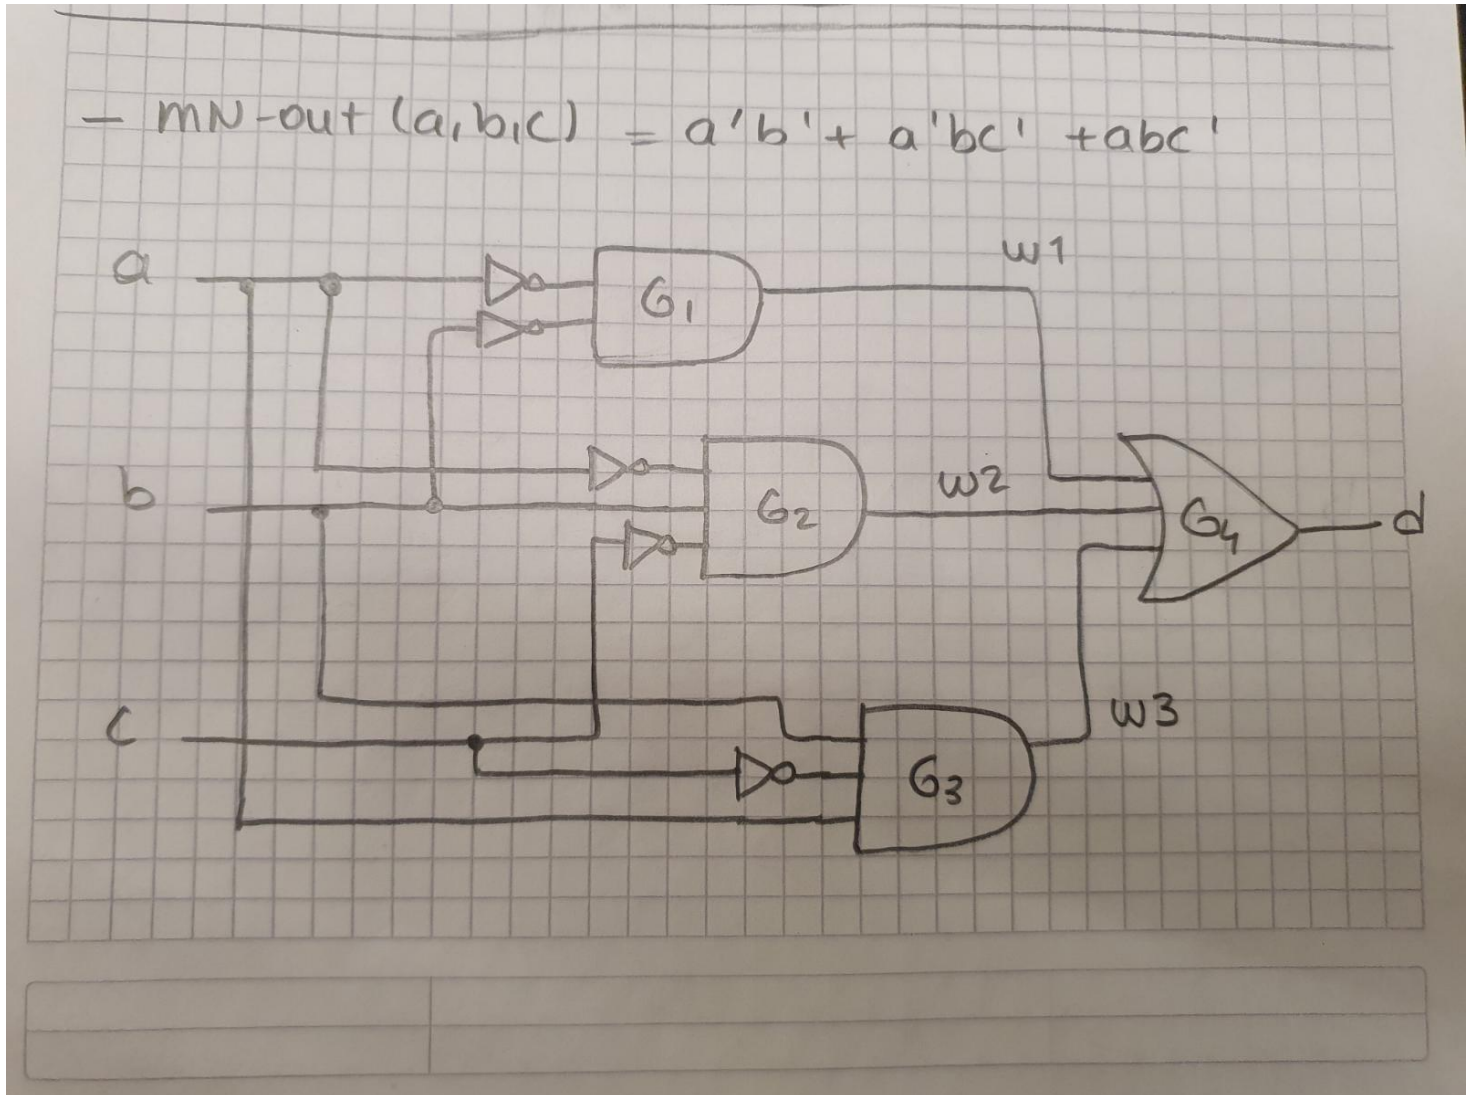 - mN-out (a,b,c) = a'b' + a'bc' + abc'
w1
a
G1
b
w2
G2
G4
d
c
w3
G3